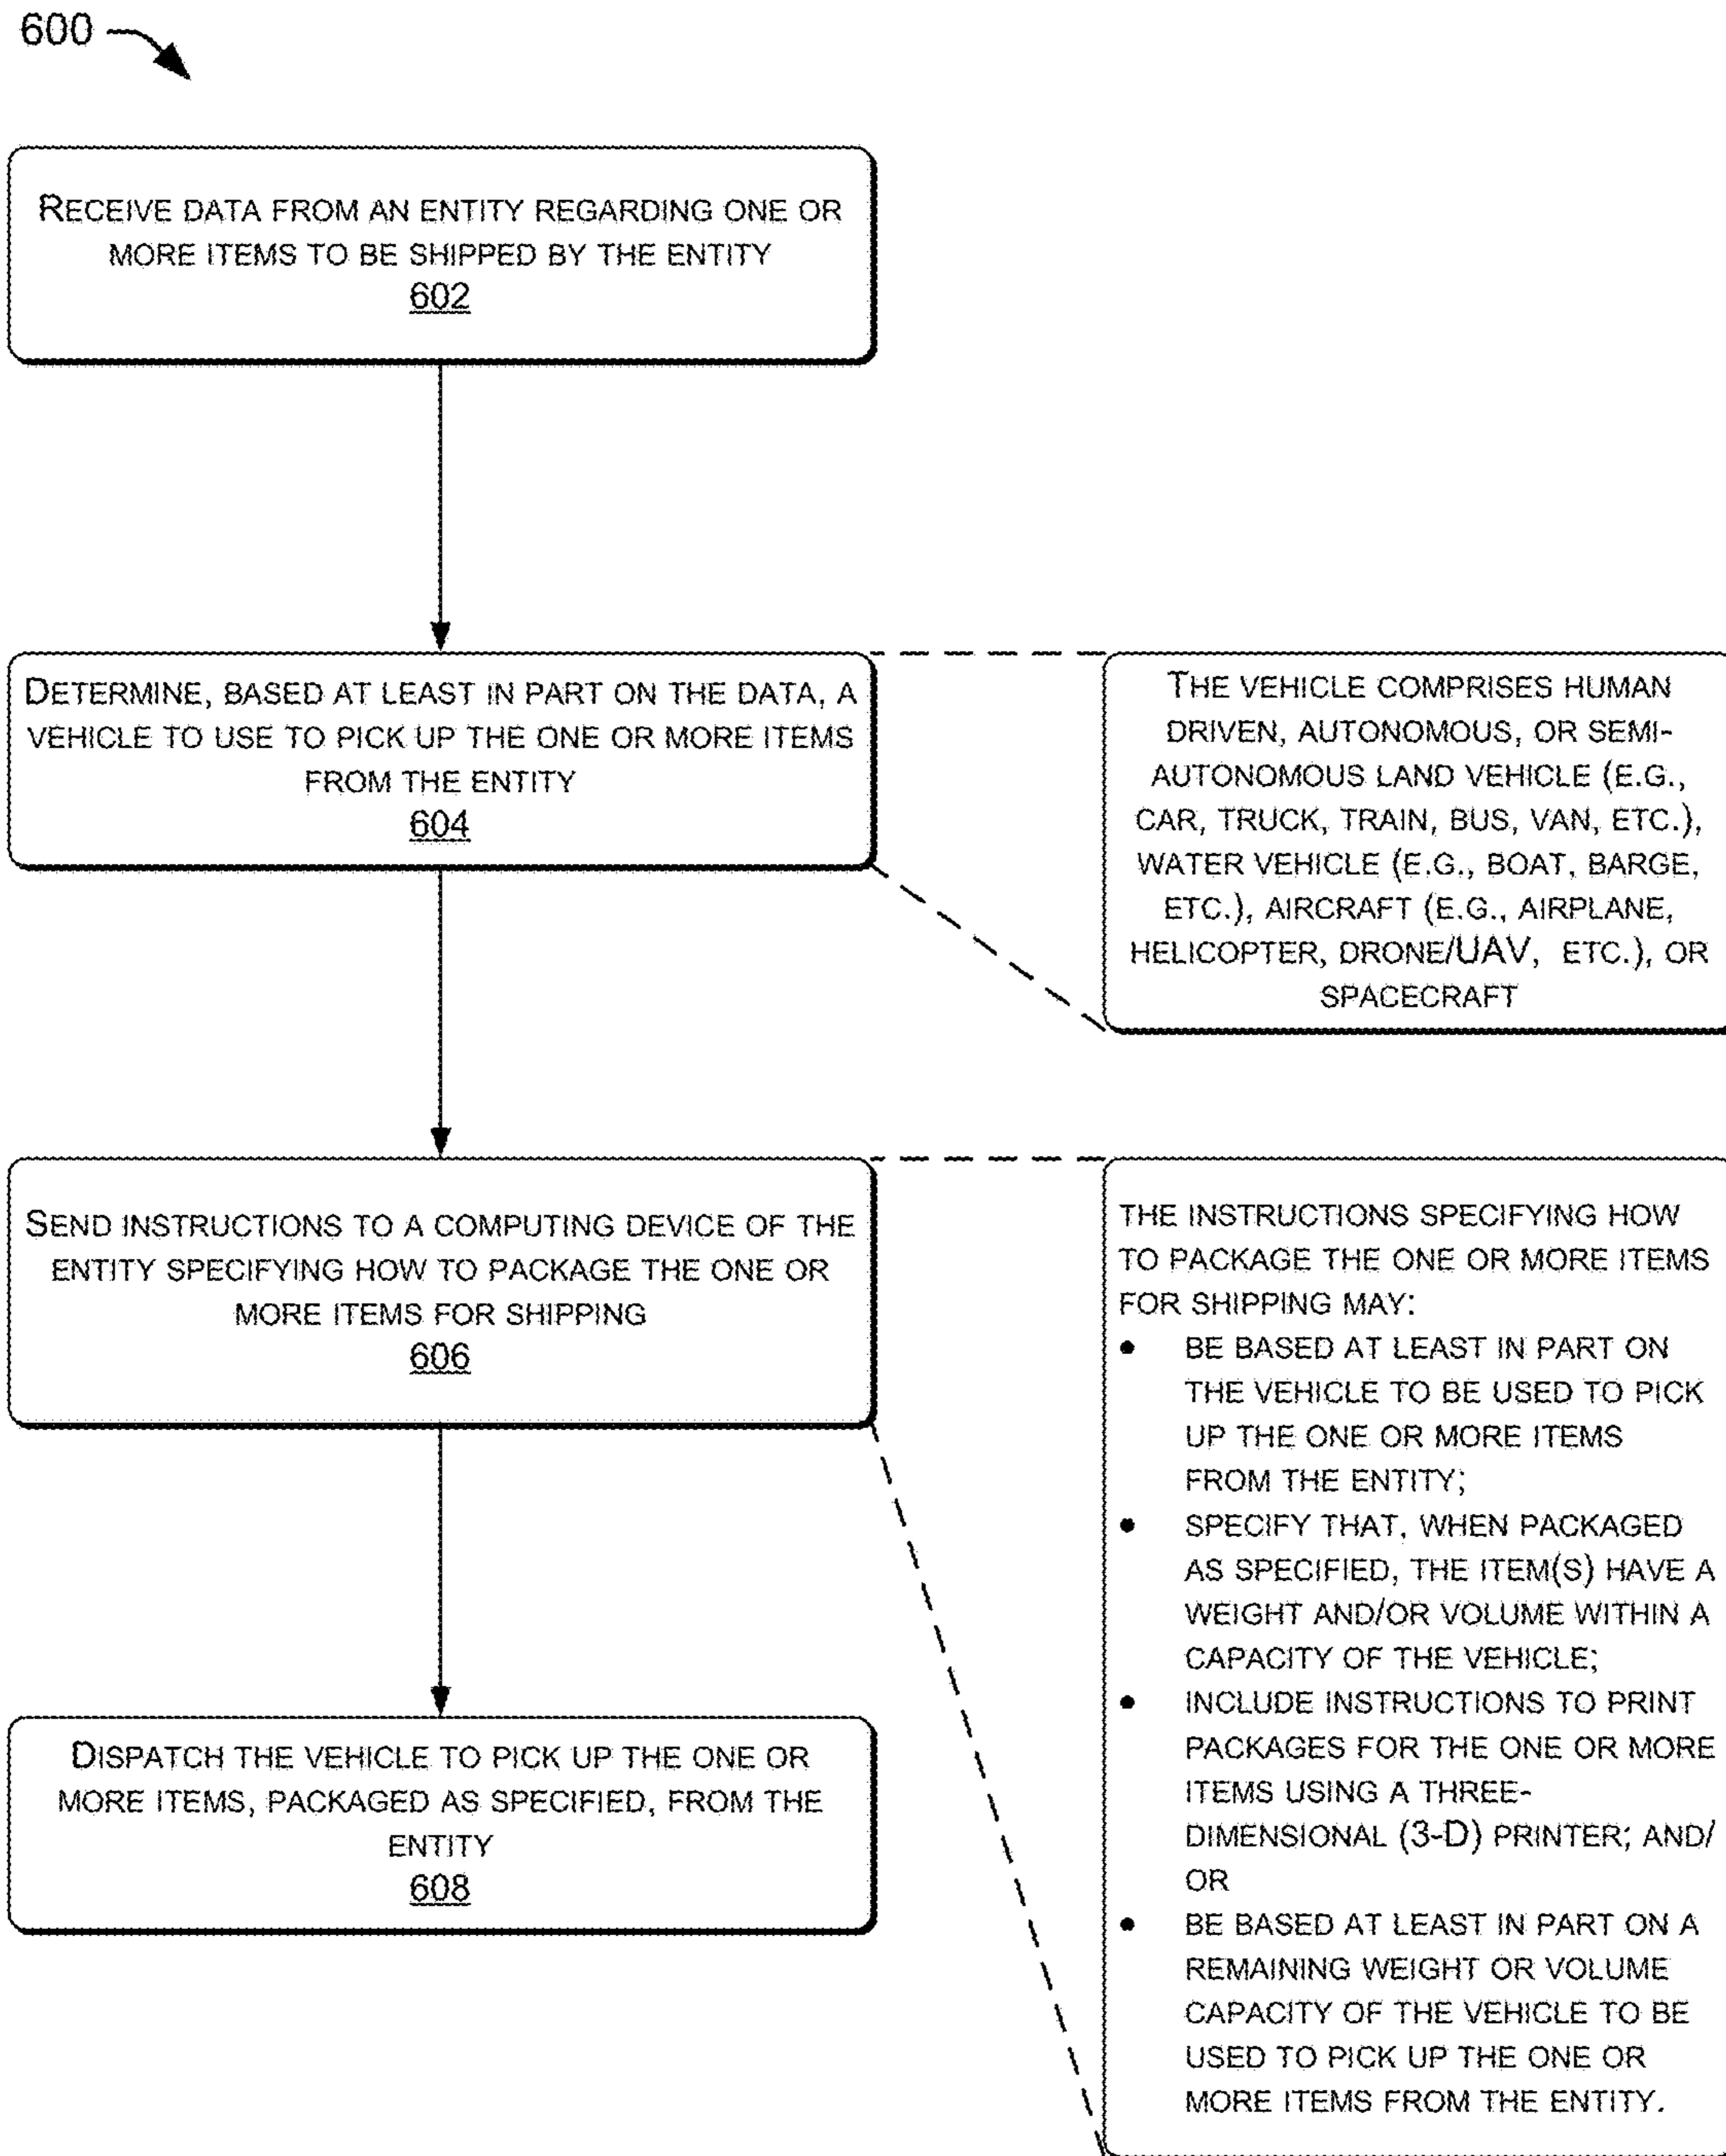 600
RECEIVE DATA FROM AN ENTITY REGARDING ONE OR
MORE ITEMS TO BE SHIPPED BY THE ENTITY
602
DETERMINE, BASED AT LEAST IN PART ON THE DATA, A
VEHICLE TO USE TO PICK UP THE ONE OR MORE ITEMS
FROM THE ENTITY
604
THE VEHICLE COMPRISES HUMAN
DRIVEN, AUTONOMOUS, OR SEMI-
AUTONOMOUS LAND VEHICLE (E.G.,
CAR, TRUCK, TRAIN, BUS, VAN, ETC.),
WATER VEHICLE (E.G., BOAT, BARGE,
ETC.), AIRCRAFT (E.G., AIRPLANE,
HELICOPTER, DRONE/UAV, ETC.), OR
SPACECRAFT
SEND INSTRUCTIONS TO A COMPUTING DEVICE OF THE
ENTITY SPECIFYING HOW TO PACKAGE THE ONE OR
MORE ITEMS FOR SHIPPING
606
THE INSTRUCTIONS SPECIFYING HOW
TO PACKAGE THE ONE OR MORE ITEMS
FOR SHIPPING MAY:
• BE BASED AT LEAST IN PART ON
THE VEHICLE TO BE USED TO PICK
UP THE ONE OR MORE ITEMS
FROM THE ENTITY;
• SPECIFY THAT, WHEN PACKAGED
AS SPECIFIED, THE ITEM(S) HAVE A
WEIGHT AND/OR VOLUME WITHIN A
CAPACITY OF THE VEHICLE;
• INCLUDE INSTRUCTIONS TO PRINT
PACKAGES FOR THE ONE OR MORE
ITEMS USING A THREE-
DIMENSIONAL (3-D) PRINTER; AND/
OR
• BE BASED AT LEAST IN PART ON A
REMAINING WEIGHT OR VOLUME
CAPACITY OF THE VEHICLE TO BE
USED TO PICK UP THE ONE OR
MORE ITEMS FROM THE ENTITY.
DISPATCH THE VEHICLE TO PICK UP THE ONE OR
MORE ITEMS, PACKAGED AS SPECIFIED, FROM THE
ENTITY
608